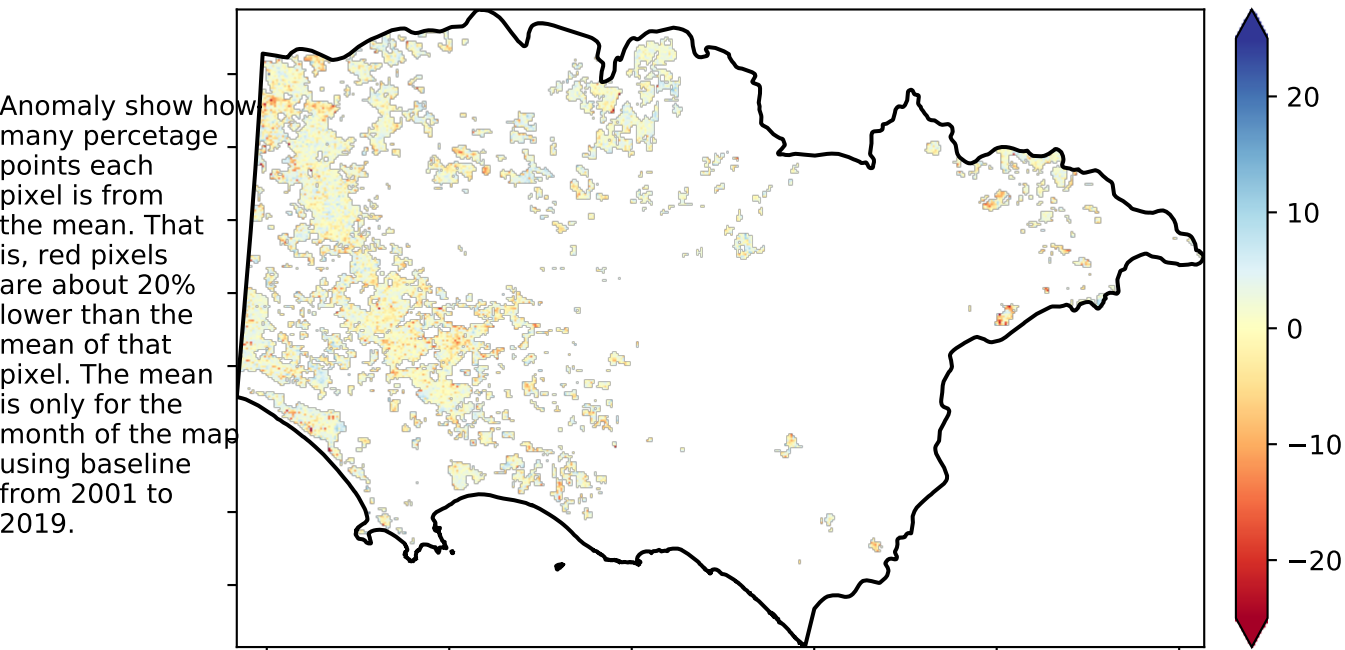 Anomaly show how
many percetage
points each
pixel is from
the mean. That
is, red pixels
are about 20%
lower than the
mean of that
pixel. The mean
is only for the
month of the map
using baseline
from 2001 to
2019.
20
10
0
−10
−20